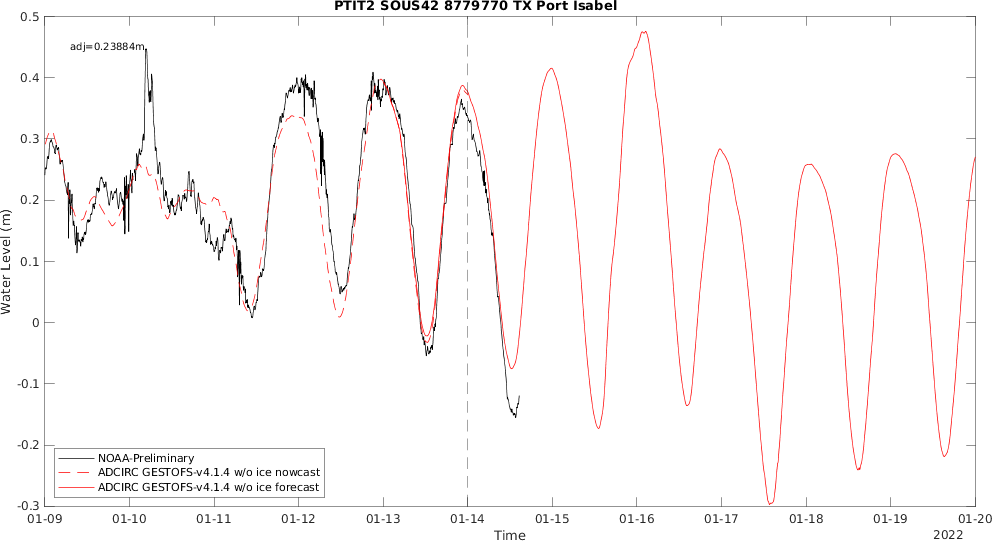 PTIT2 SOUS42 8779770 TX Port Isabel
adj=0.23884m
Water Level (m)
0.5
0.4
0.3
0.2
0.1
0
-0.1
-0.2
-0.3
NOAA-Preliminary
ADCIRC GESTOFS-v4.1.4 w/o ice nowcast
ADCIRC GESTOFS-v4.1.4 w/o ice forecast
01-09 01-10 01-11 01-12 01-13 01-14 01-15 01-16 01-17 01-18 01-19 01-20
Time
2022